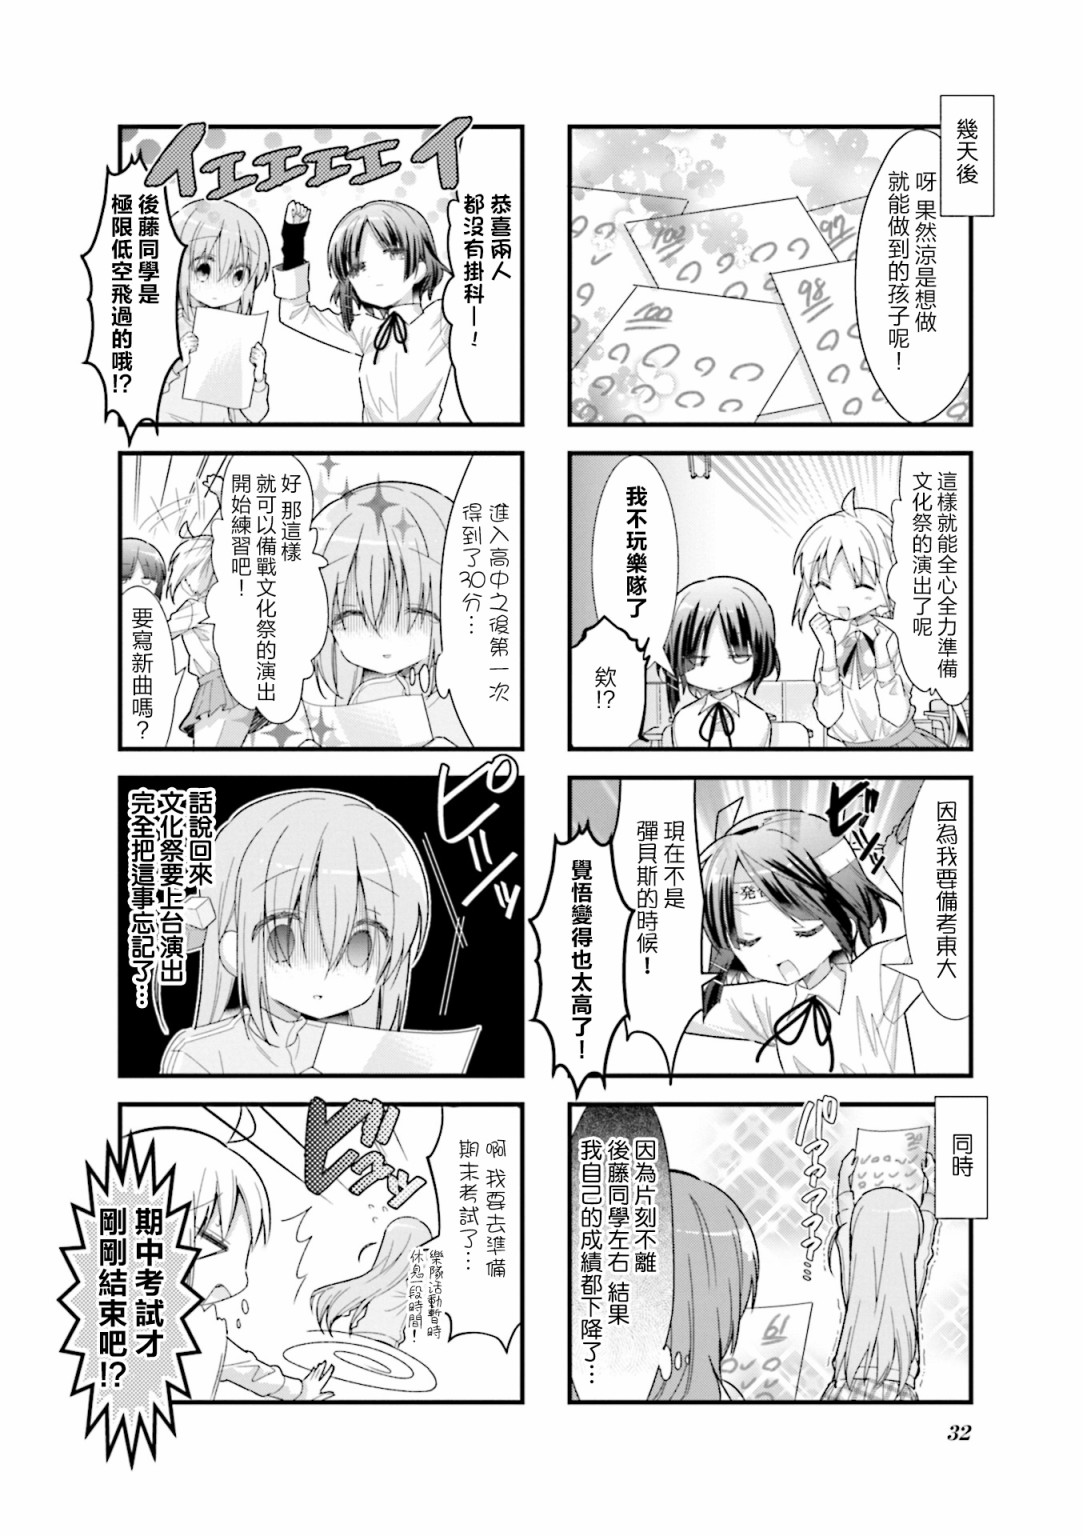 幾天後
呀 果然涼是想做
就能做到的孩子呢！
92
102
98
100
這樣就能全心全力準備
文化祭的演出了呢
我不玩樂隊了
欸!?
因為我要備考東大
ピッ
現在不是
彈貝斯的時候！
覺悟變得也太高了！
同時
30
因為片刻不離
後藤同學左右 結果
我自己的成績都下降了…
61
イエエエエイ
恭喜兩人
都沒有掛科—！
後藤同學是
極限低空飛過的哦!?
進入高中之後第一次
得到了30分…
好 那這樣
就可以備戰文化祭的演出
開始練習吧！
要寫新曲嗎？
ピッ
話說回來
文化祭要上台演出
完全把這事忘記了…
啊 我要去準備
期末考試了…
樂隊活動暫時
休息一段時間！
期中考試才
剛剛結束吧!?
32